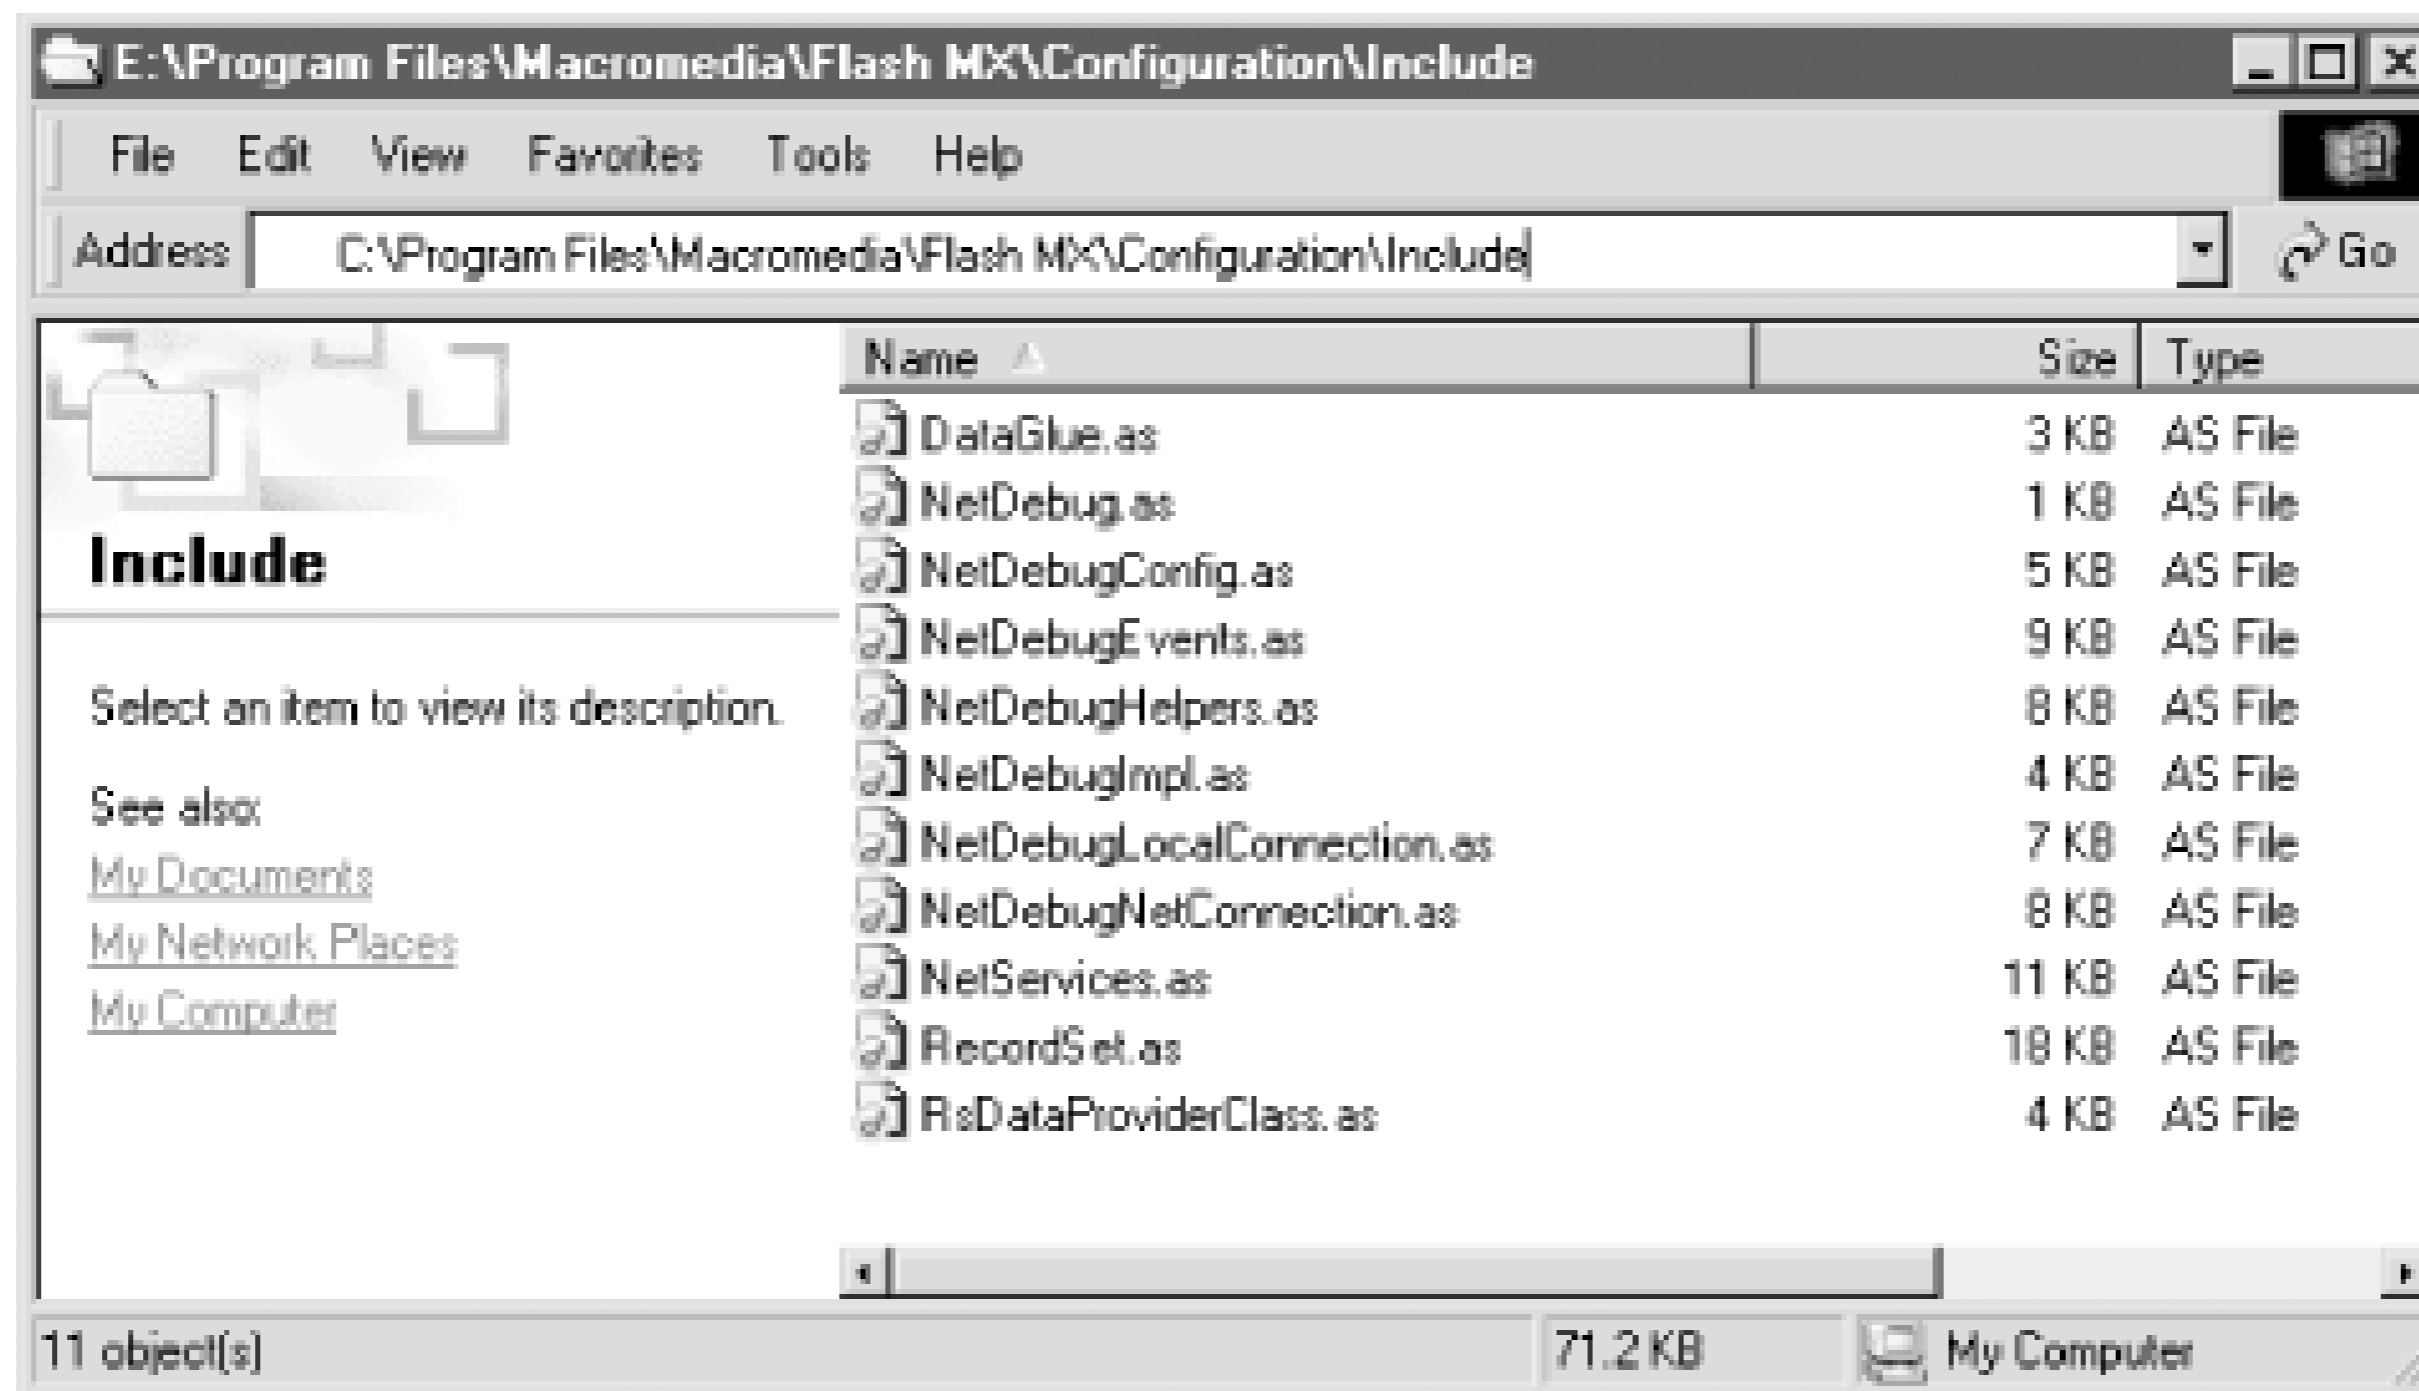 E:\Program Files\Macromedia\Flash MX\Configuration\Include
File Edit View Favorites Tools Help
Address C:\Program Files\Macromedia\Flash MX\Configuration\Include Go
Include
Select an item to view its description.
See also:
My Documents
My Network Places
My Computer
Name Size Type
DataGlue.as 3 KB AS File
NetDebug.as 1 KB AS File
NetDebugConfig.as 5 KB AS File
NetDebugEvents.as 9 KB AS File
NetDebugHelpers.as 8 KB AS File
NetDebugImpl.as 4 KB AS File
NetDebugLocalConnection.as 7 KB AS File
NetDebugNetConnection.as 8 KB AS File
NetServices.as 11 KB AS File
RecordSet.as 18 KB AS File
RsDataProviderClass.as 4 KB AS File
11 object(s) 71.2 KB My Computer